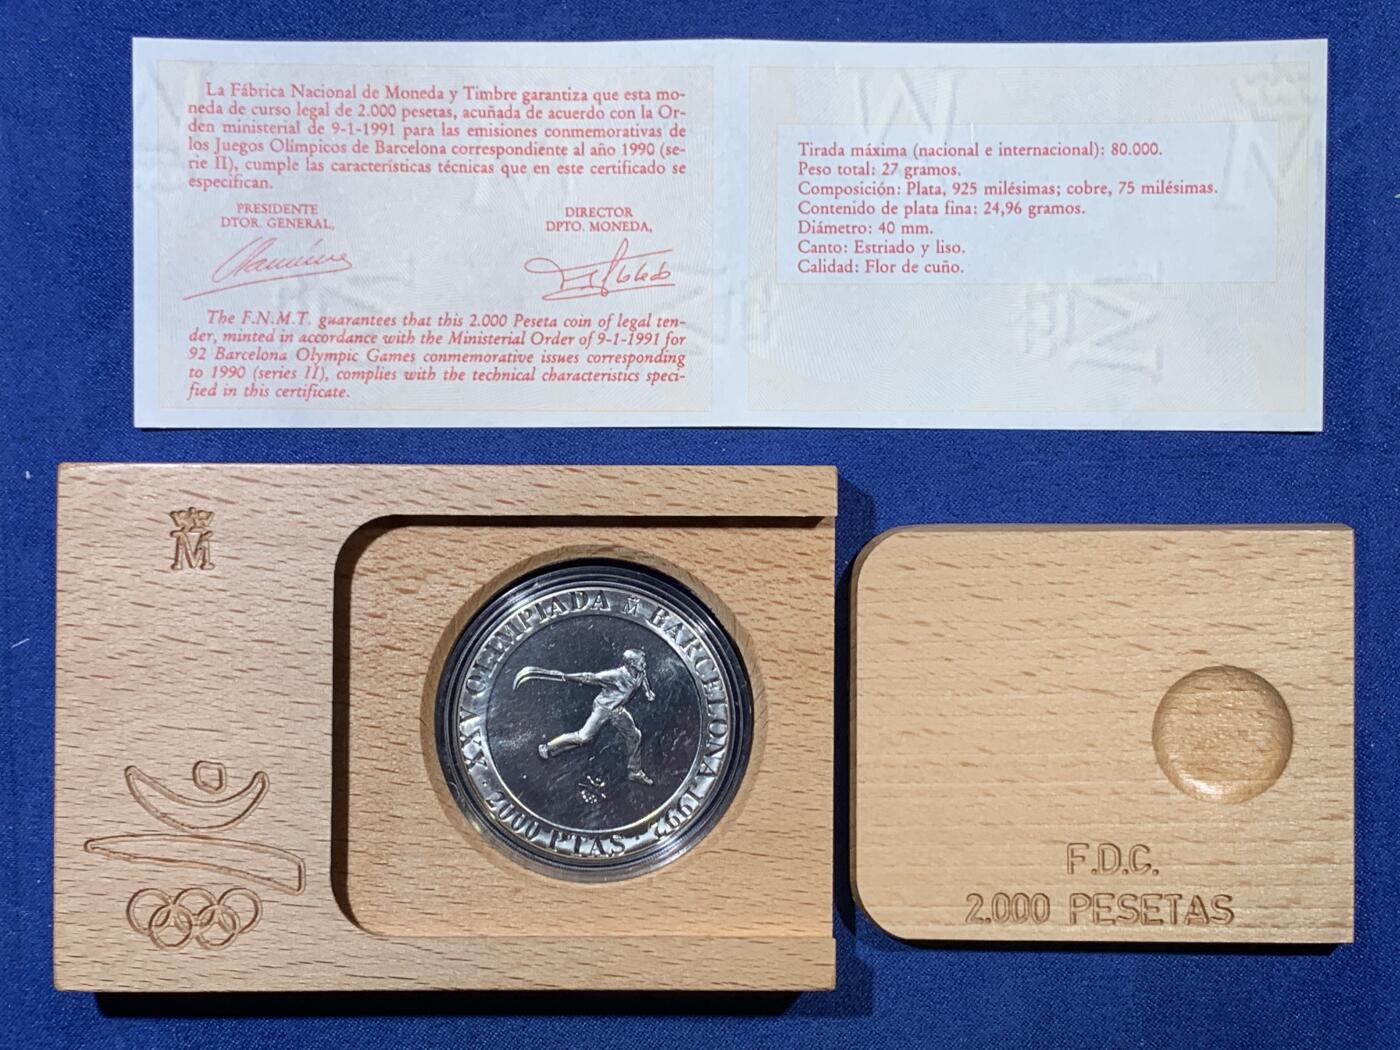 La Fábrica Nacional de Moneda y Timbre garantiza que esta mo-
neda de curso legal de 2.000 pesetas, acuñada de acuerdo con la Or-
den ministerial de 9-1-1991 para las emisiones conmemorativas de
los Juegos Olímpicos de Barcelona correspondiente al año 1990 (se-
rie II), cumple las características técnicas que en este certificado se
especifican.
PRESIDENTE
DTOR. GENERAL,
DIRECTOR
DPTO. MONEDA,
The F.N.M.T. guarantees that this 2.000 Peseta coin of legal ten-
der, minted in accordance with the Ministerial Order of 9-1-1991 for
92 Barcelona Olympic Games conmemorative issues corresponding
to 1990 (series II), complies with the technical characteristics speci-
fied in this certificate.
Tirada máxima (nacional e internacional): 80.000.
Peso total: 27 gramos.
Composición: Plata, 925 milésimas; cobre, 75 milésimas.
Contenido de plata fina: 24,96 gramos.
Diámetro: 40 mm.
Canto: Estriado y liso.
Calidad: Flor de cuño.
M
XXV OLIMPIADA M BARCELONA 1992
2000 PTAS
F.D.C.
2.000 PESETAS